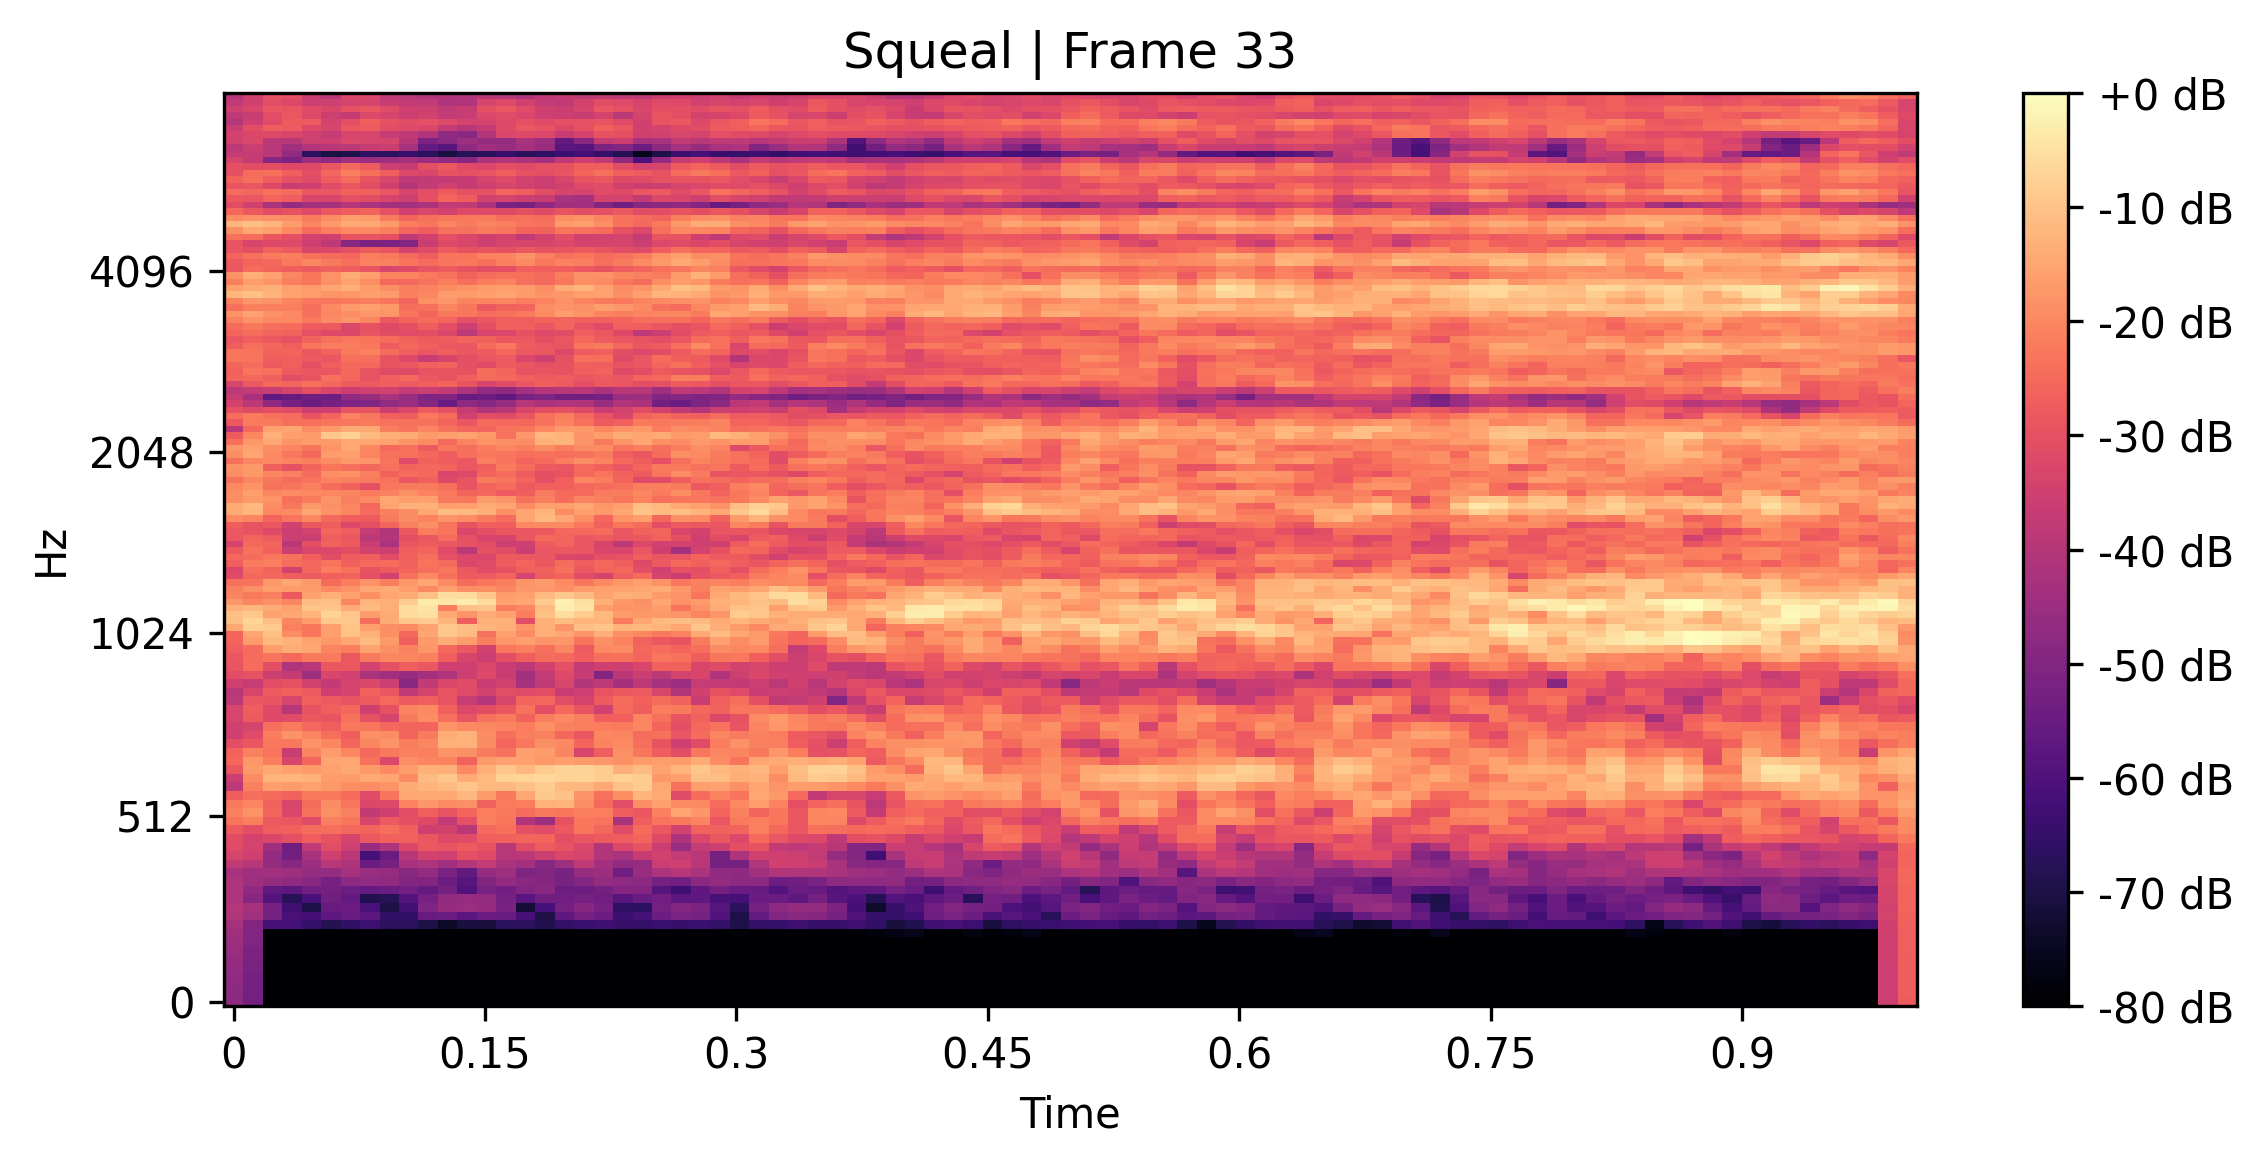 Squeal | Frame 33
+0 dB
-10 dB
-20 dB
-30 dB
-40 dB
-50 dB
-60 dB
-70 dB
-80 dB
Hz
4096
2048
1024
512
0
0 0.15 0.3 0.45 0.6 0.75 0.9
Time